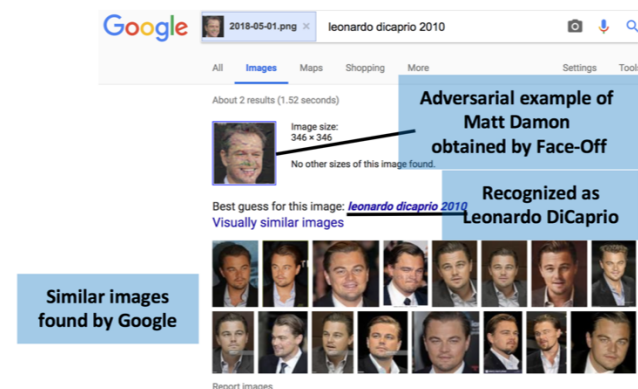 Google
2018-05-01.png × leonardo dicaprio 2010
All Images Maps Shopping More Settings Tools
About 2 results (1.52 seconds)
Adversarial example of
Matt Damon
obtained by Face-Off
Image size:
346 × 346
No other sizes of this image found.
Best guess for this image: leonardo dicaprio 2010
Recognized as
Leonardo DiCaprio
Visually similar images
Similar images
found by Google
Report images